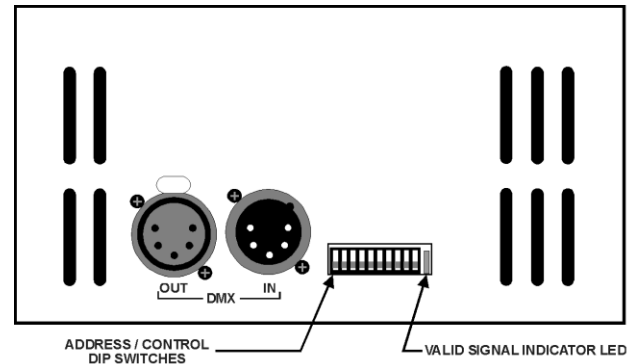 OUT
IN
DMX
ADDRESS / CONTROL
DIP SWITCHES
VALID SIGNAL INDICATOR LED